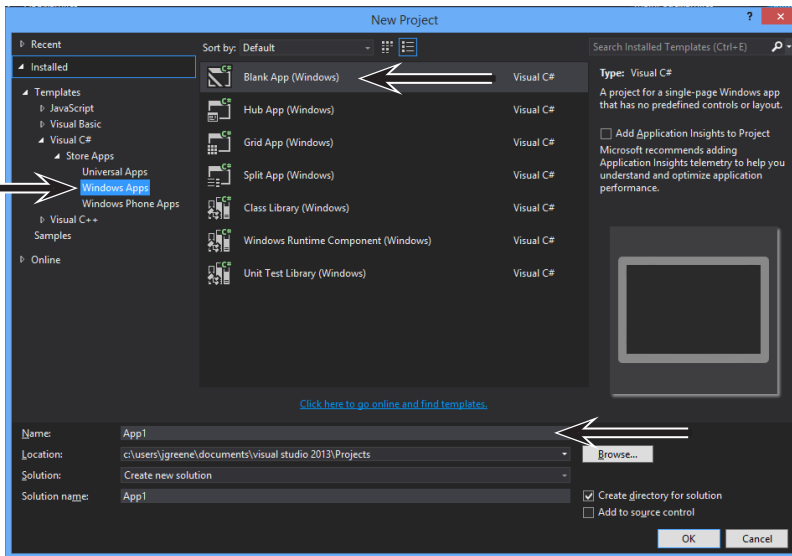 New Project
?
Recent
Sort by: Default
Search Installed Templates (Ctrl+E)
Installed
Templates
JavaScript
Visual Basic
Visual C#
Store Apps
Universal Apps
Windows Apps
Windows Phone Apps
Visual C++
Samples
Online
C# Blank App (Windows) Visual C#
C# Hub App (Windows) Visual C#
C# Grid App (Windows) Visual C#
C# Split App (Windows) Visual C#
C# Class Library (Windows) Visual C#
C# Windows Runtime Component (Windows) Visual C#
C# Unit Test Library (Windows) Visual C#
Click here to go online and find templates.
Type: Visual C#
A project for a single-page Windows app
that has no predefined controls or layout.
Add Application Insights to Project
Microsoft recommends adding
Application Insights telemetry to help you
understand and optimize application
performance.
Name: App1
Location: c:\users\jgreene\documents\visual studio 2013\Projects
Browse...
Solution: Create new solution
Solution name: App1
Create directory for solution
Add to source control
OK Cancel